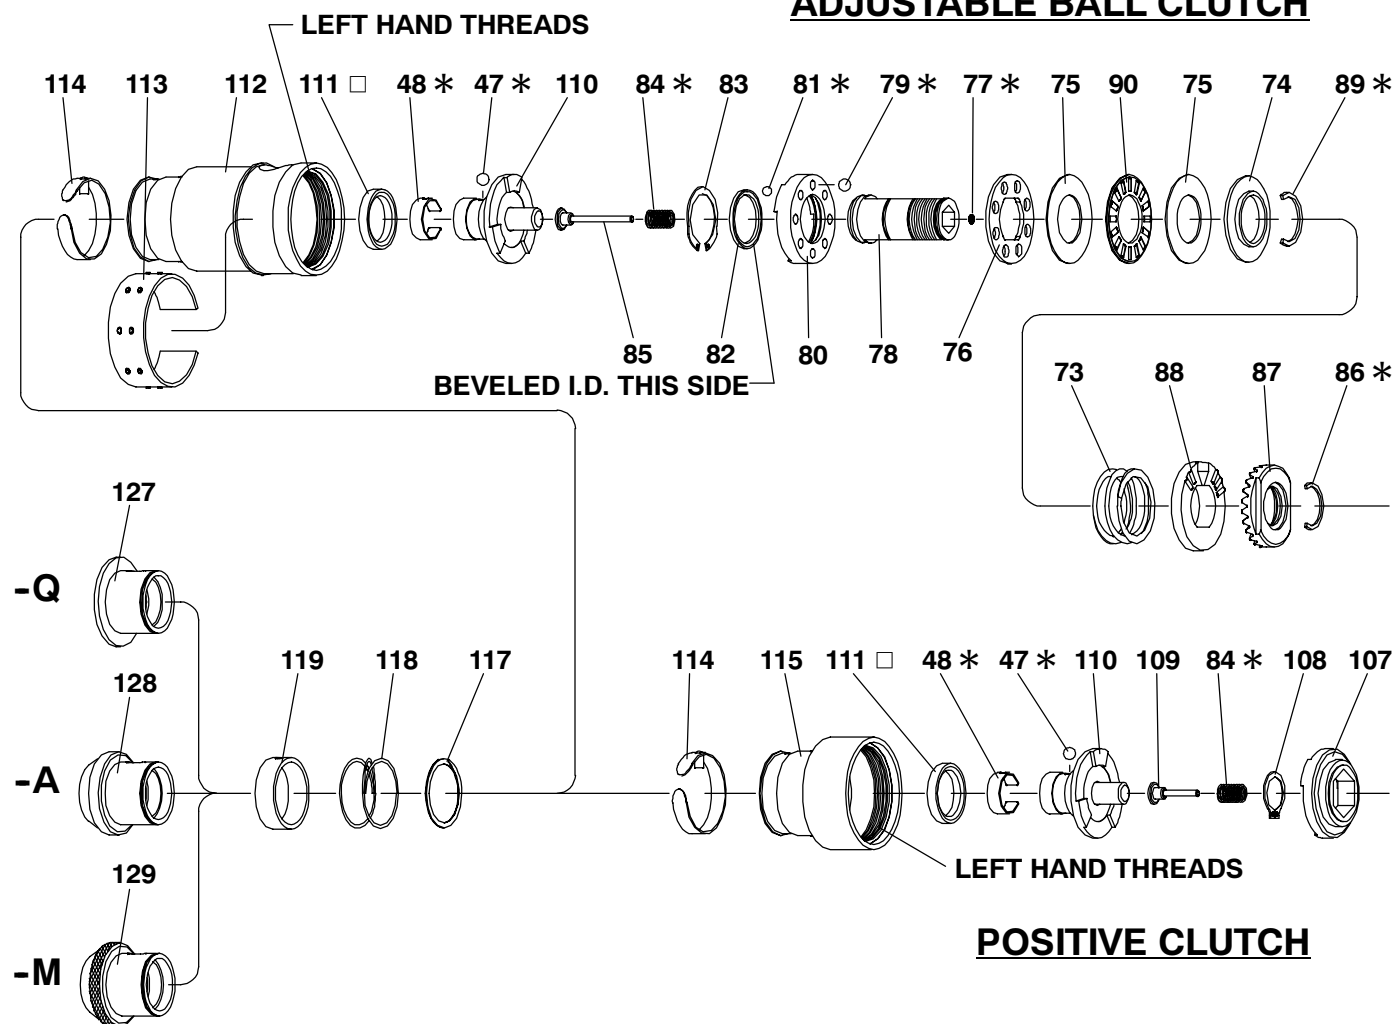 ADJUSTABLE BALL CLUTCH
LEFT HAND THREADS
114 113 112 111 □ 48 * 47 * 110 84 * 83 81 * 79 * 77 * 75 90 75 74 89 *
85 82 80 78 76
BEVELED I.D. THIS SIDE
73 88 87 86 *
127
-Q
119 118 117 114 115 111 □ 48 * 47 * 110 109 84 * 108 107
128
-A
LEFT HAND THREADS
129
POSITIVE CLUTCH
-M